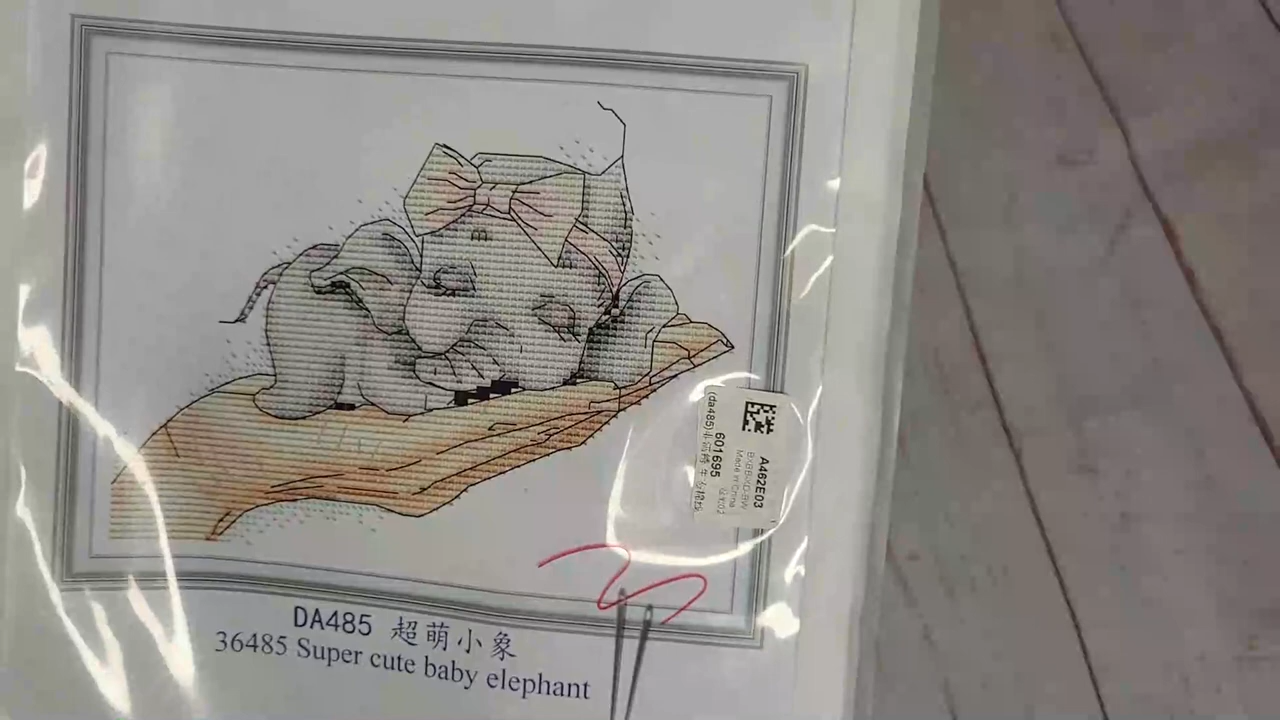 A462E03
Made in China
601695
DA485 超萌小象
36485 Super cute baby elephant